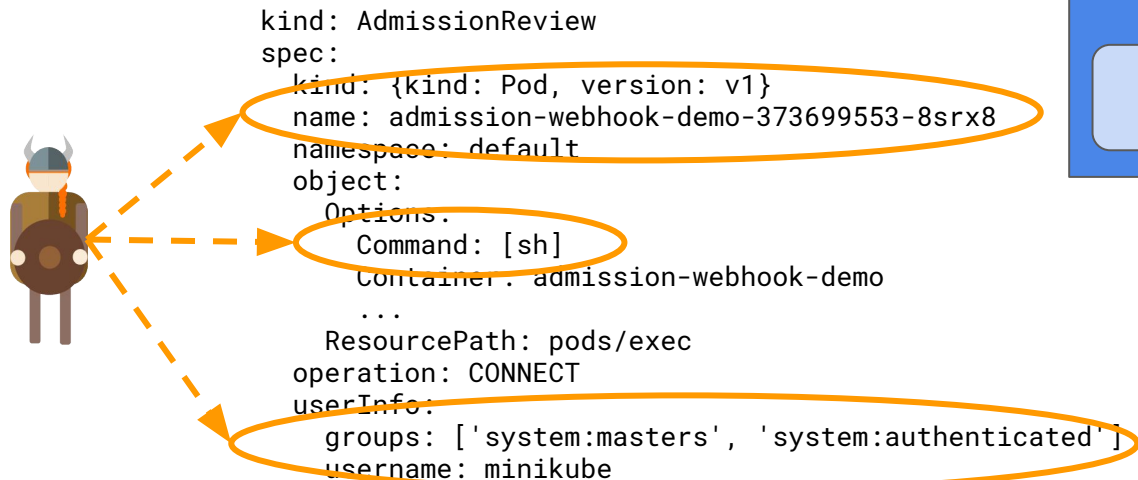 kind: AdmissionReview
spec:
  kind: {kind: Pod, version: v1}
  name: admission-webhook-demo-373699553-8srx8
  namespace: default
  object:
    Options:
      Command: [sh]
      Container: admission-webhook-demo
      ...
    ResourcePath: pods/exec
  operation: CONNECT
  userInfo:
    groups: ['system:masters', 'system:authenticated']
    username: minikube